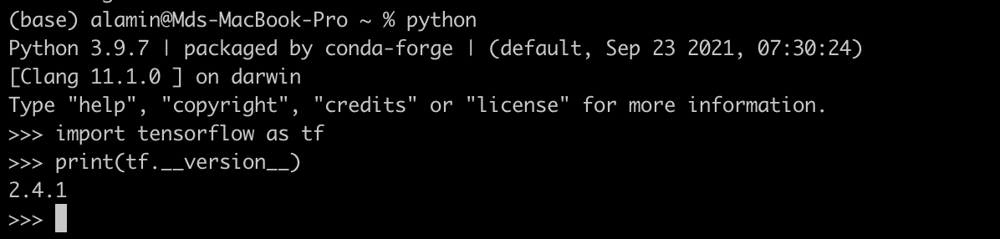 (base) alamin@Mds-MacBook-Pro ~ % python
Python 3.9.7 | packaged by conda-forge | (default, Sep 23 2021, 07:30:24)
[Clang 11.1.0 ] on darwin
Type "help", "copyright", "credits" or "license" for more information.
>>> import tensorflow as tf
>>> print(tf.__version__)
2.4.1
>>>